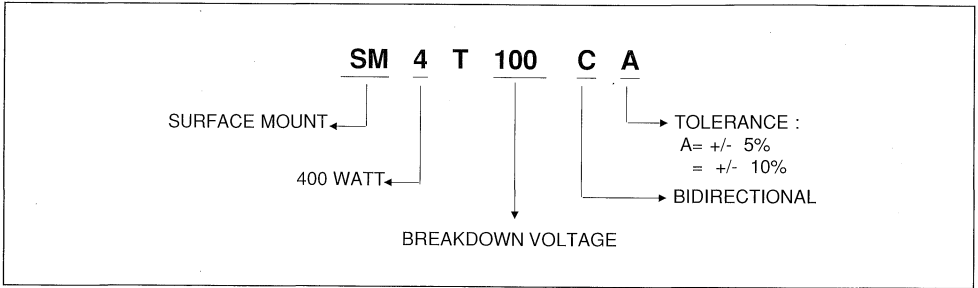 SM 4 T 100 C A
SURFACE MOUNT
TOLERANCE :
A= +/- 5%
= +/- 10%
400 WATT
BIDIRECTIONAL
BREAKDOWN VOLTAGE